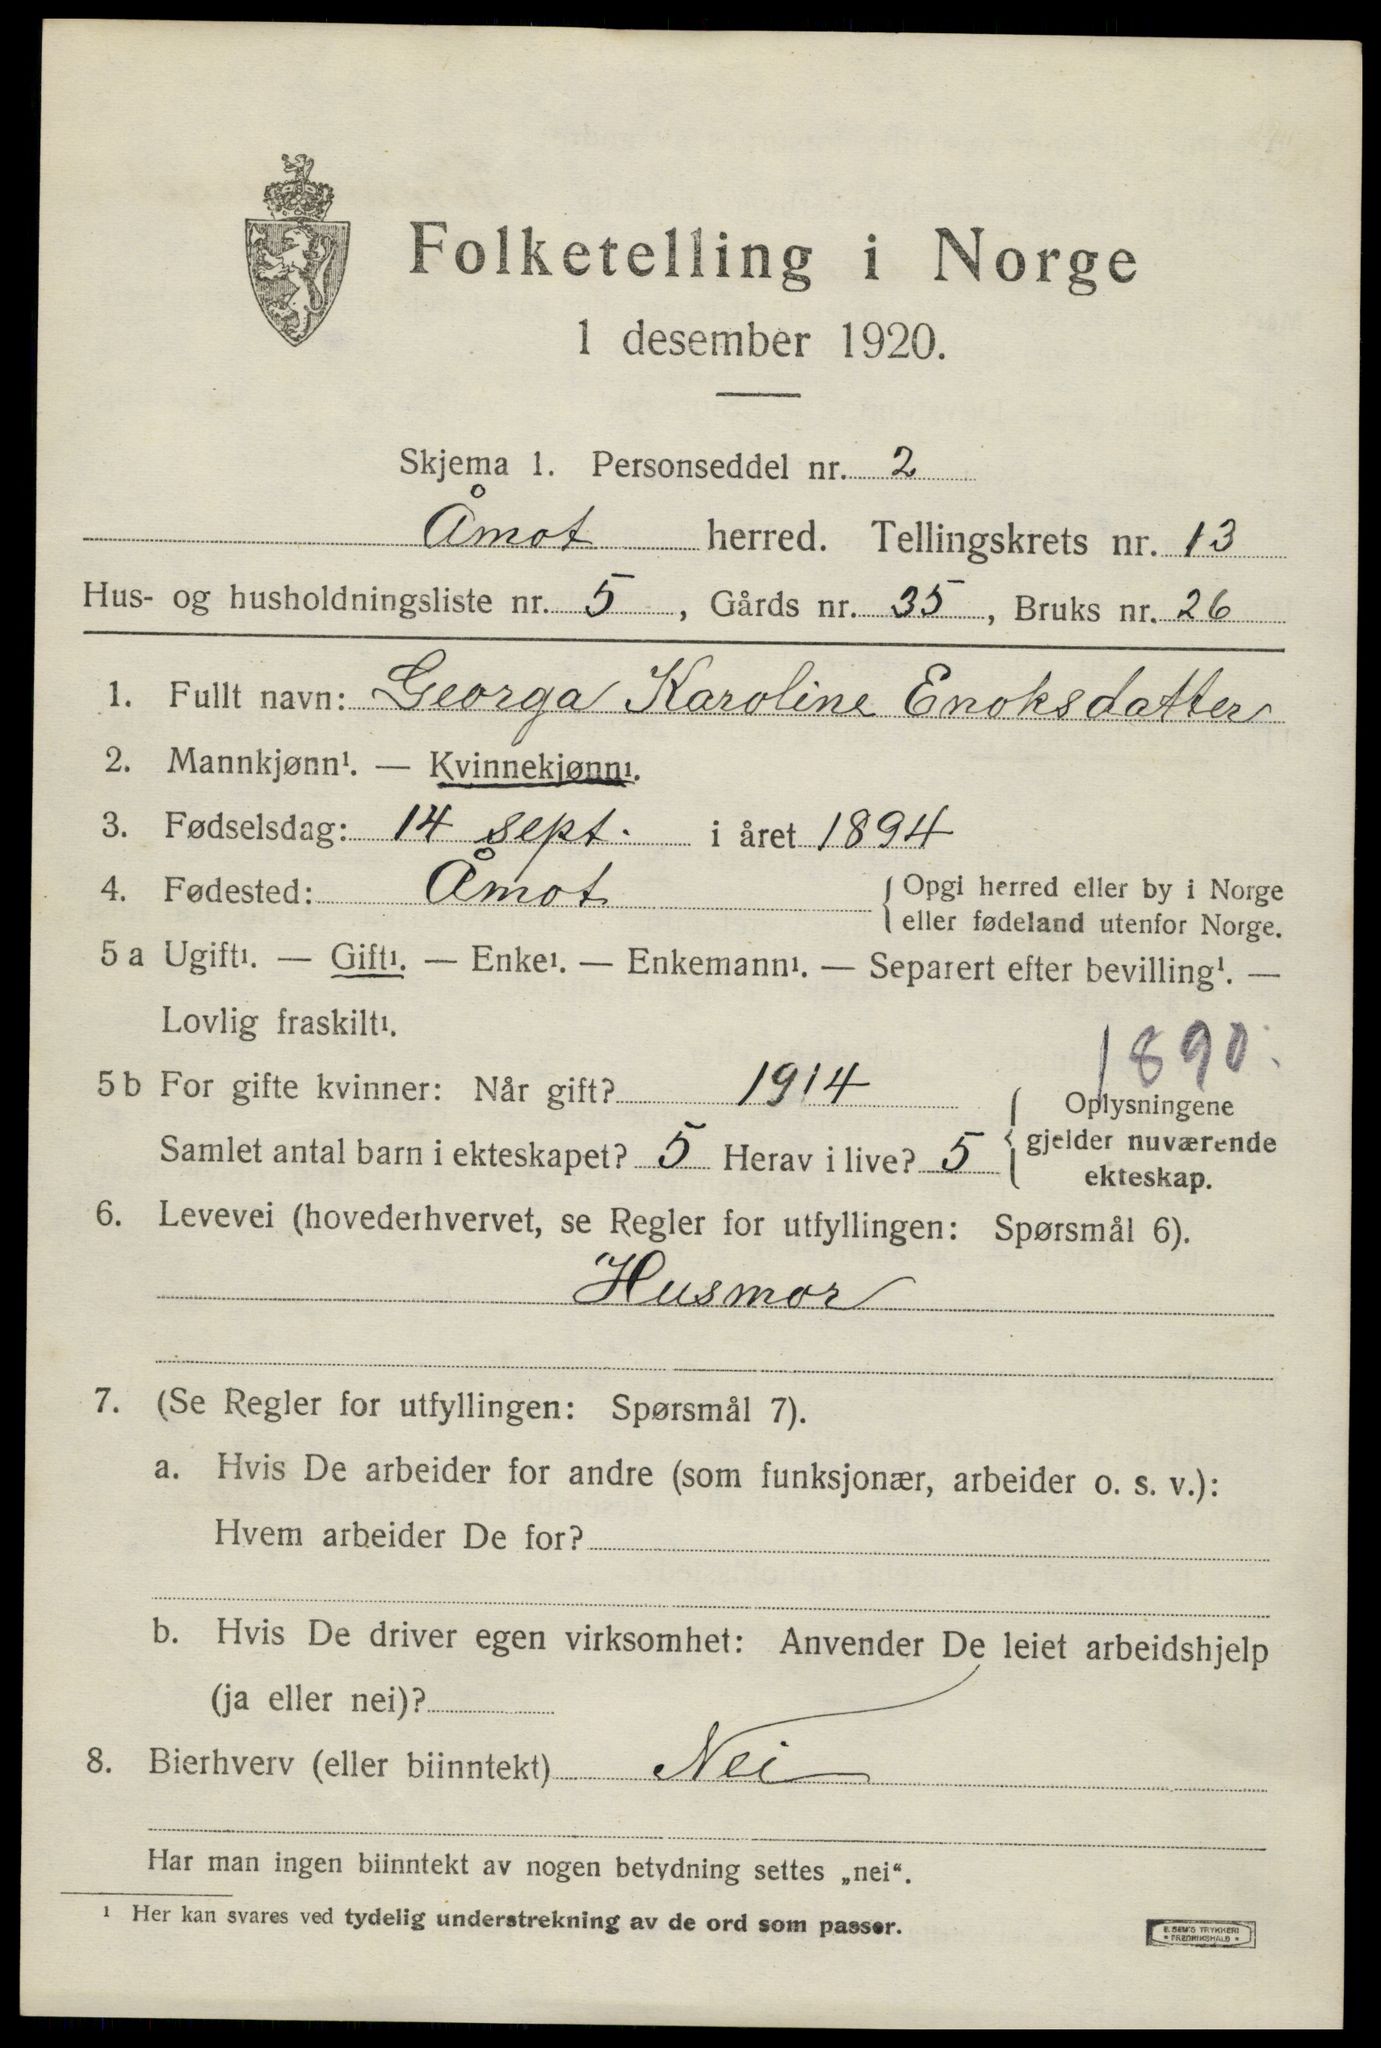 Folketelling i Norge
1 desember 1920.
Skjema 1. Personseddel nr. 2
Åmot herred. Tellingskrets nr. 13
Hus- og husholdningsliste nr. 5, Gårds nr. 35, Bruks nr. 26
1. Fullt navn: Georga Karoline Enoksdatter
2. Mannkjønn¹. — Kvinnekjønn¹.
3. Fødselsdag: 14 sept. i året 1894
4. Fødested: Åmot { Opgi herred eller by i Norge
eller fødeland utenfor Norge.
5 a Ugift¹. — Gift¹. — Enke¹. — Enkemann¹. — Separert efter bevilling¹. —
Lovlig fraskilt¹.
1890.
5 b For gifte kvinner: Når gift? 1914
Samlet antal barn i ekteskapet? 5 Herav i live? 5
{ Oplysningene
gjelder nuværende
ekteskap.
6. Levevei (hovederhvervet, se Regler for utfyllingen: Spørsmål 6).
Husmor
7. (Se Regler for utfyllingen: Spørsmål 7).
a. Hvis De arbeider for andre (som funksjonær, arbeider o. s. v.):
Hvem arbeider De for?
b. Hvis De driver egen virksomhet: Anvender De leiet arbeidshjelp
(ja eller nei)?
8. Bierhverv (eller biinntekt) Nei
Har man ingen biinntekt av nogen betydning settes „nei“.
¹ Her kan svares ved tydelig understrekning av de ord som passer.
E. SEM'S TRYKKERI
* FREDRIKSHALD *